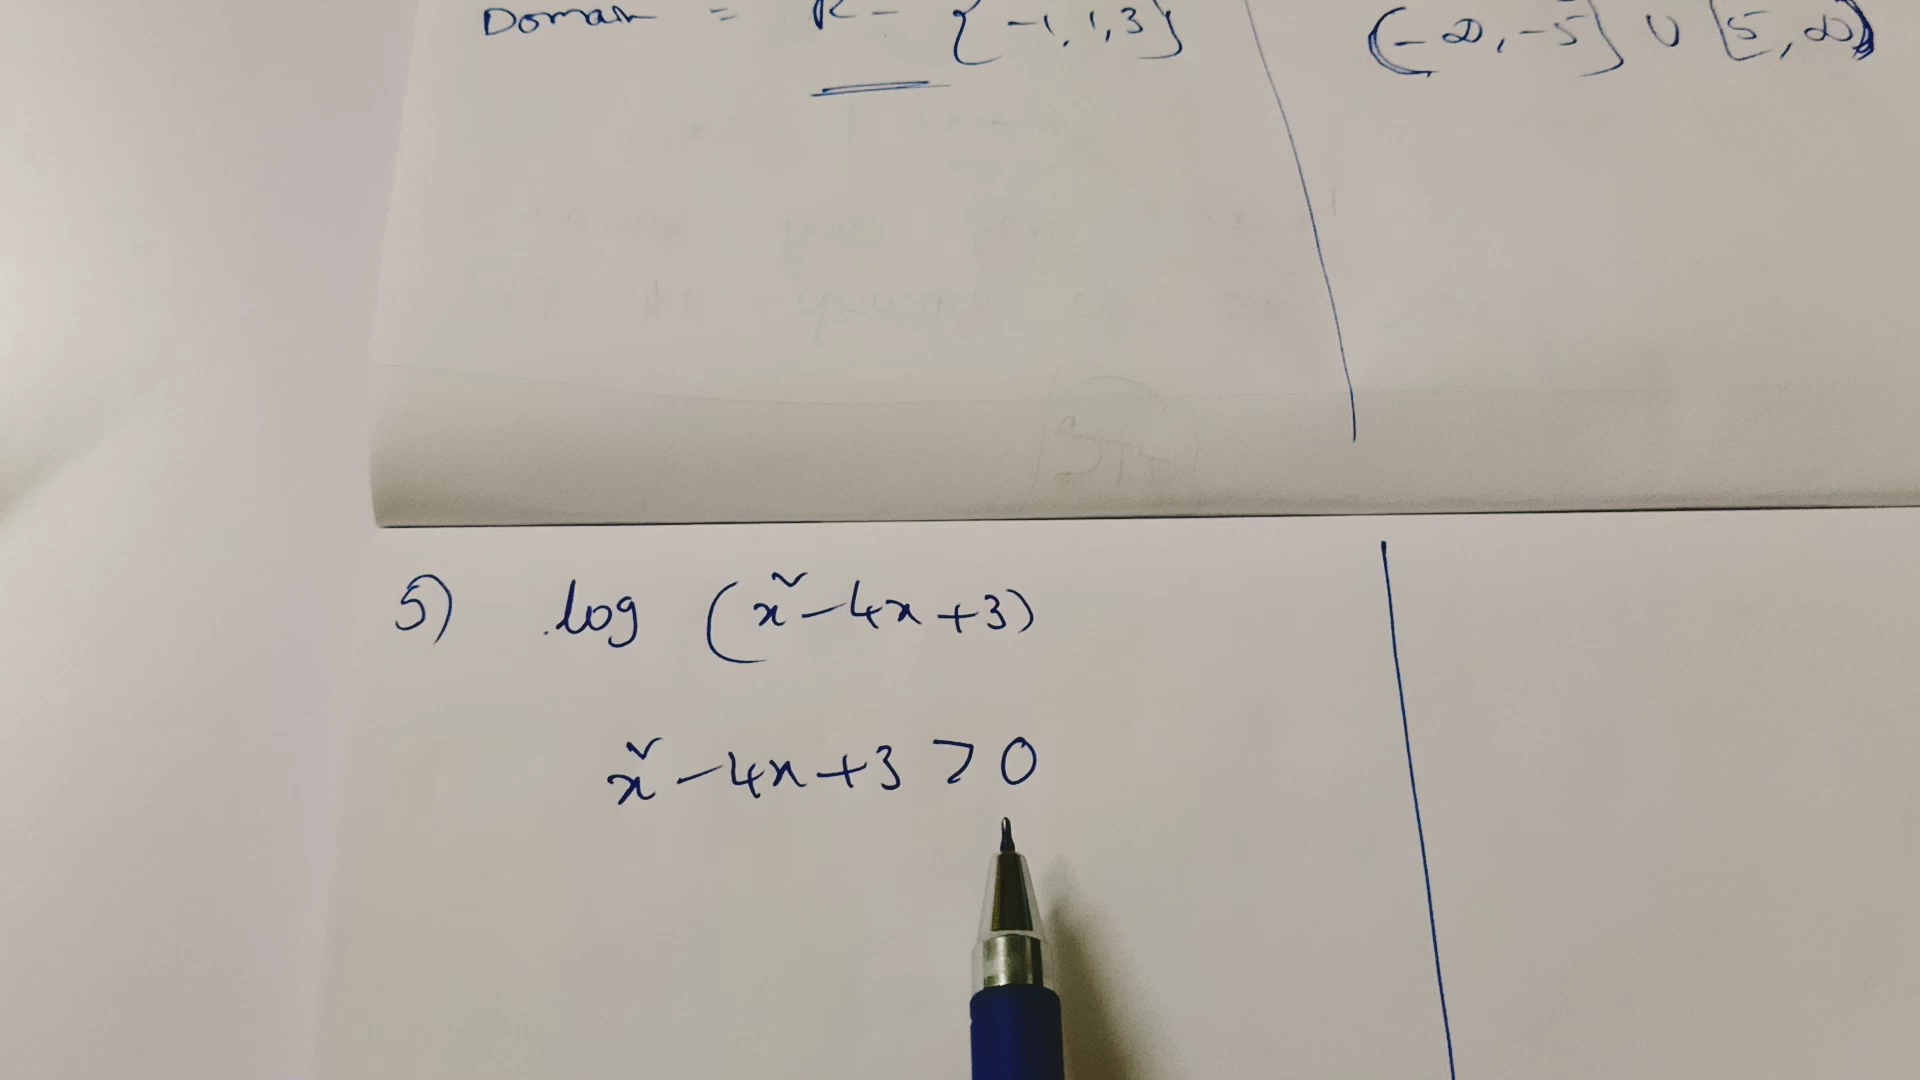 Domain = R - {-1, 1, 3}
(-∞, -5] ∪ [5, ∞)
5) log (x² - 4x + 3)
x² - 4x + 3 > 0